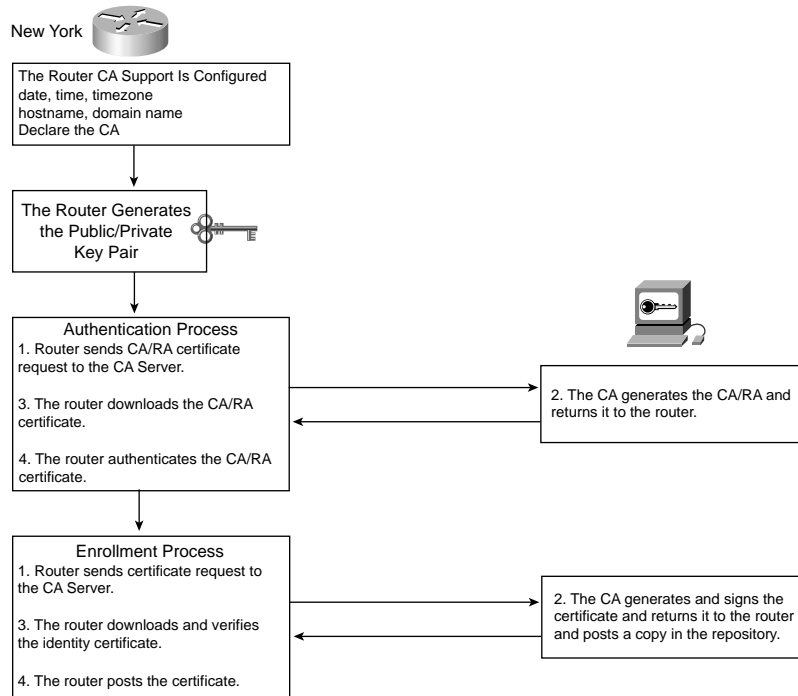 New York
The Router CA Support Is Configured
date, time, timezone
hostname, domain name
Declare the CA
The Router Generates
the Public/Private
Key Pair
Authentication Process
1. Router sends CA/RA certificate
request to the CA Server.
3. The router downloads the CA/RA
certificate.
4. The router authenticates the CA/RA
certificate.
2. The CA generates the CA/RA and
returns it to the router.
Enrollment Process
1. Router sends certificate request to
the CA Server.
3. The router downloads and verifies
the identity certificate.
4. The router posts the certificate.
2. The CA generates and signs the
certificate and returns it to the router
and posts a copy in the repository.